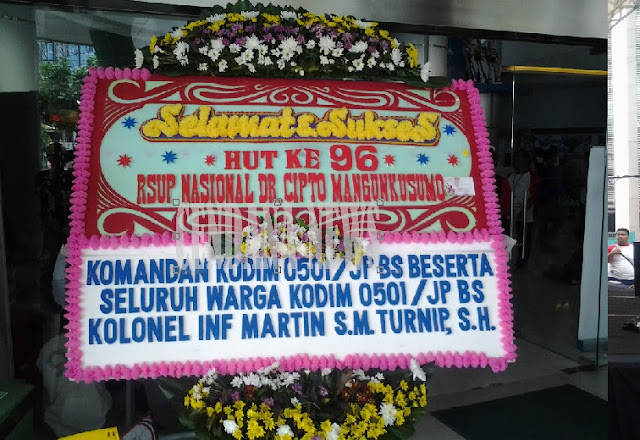 Selamat & Sukses
HUT KE 96
RSUP NASIONAL DR. CIPTO MANGUNKUSUMO
KOMANDAN KODIM 0501/JP BS BESERTA
SELURUH WARGA KODIM 0501/JP BS
KOLONEL INF MARTIN S.M. TURNIP, S.H.